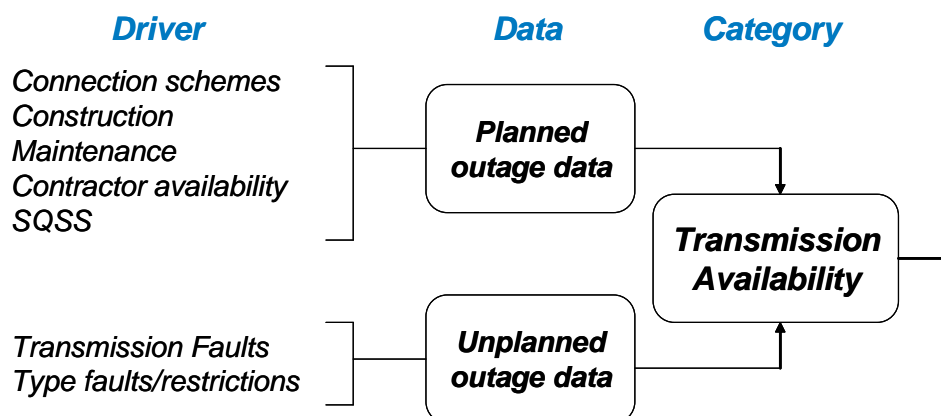 Driver
Data
Category
Connection schemes
Construction
Maintenance
Contractor availability
SQSS
Planned
outage data
Transmission
Availability
Transmission Faults
Type faults/restrictions
Unplanned
outage data